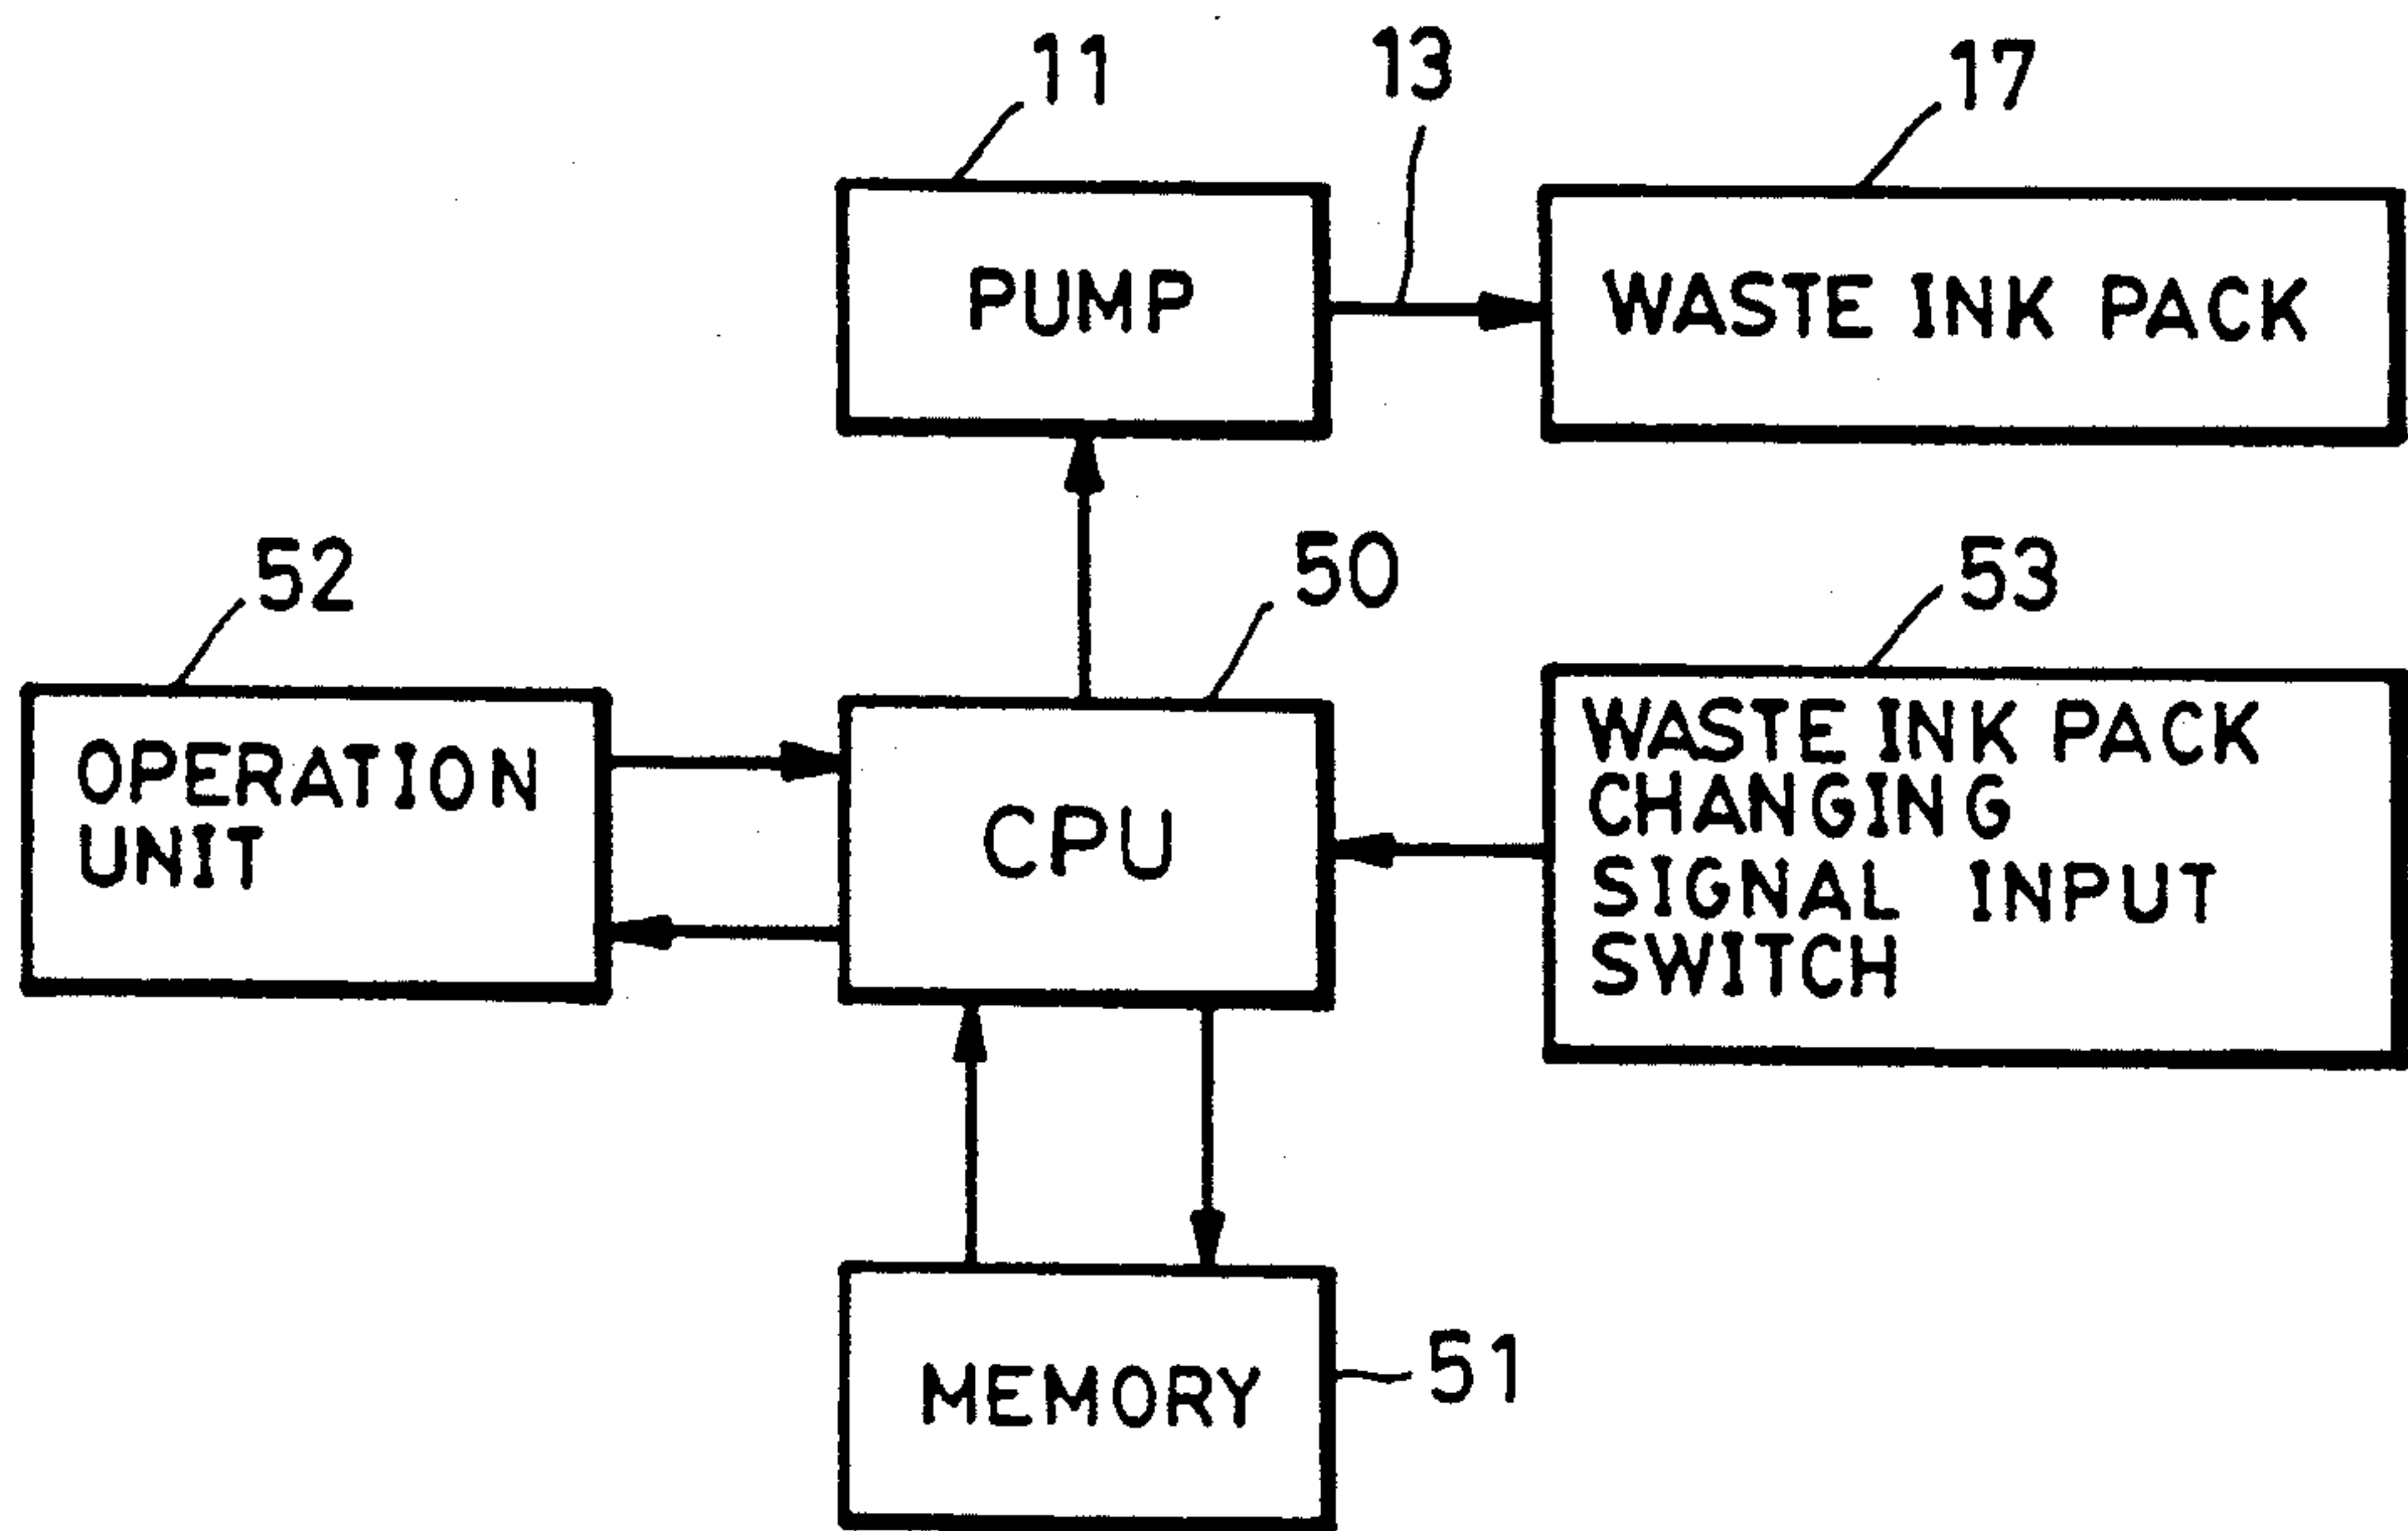 11
13
17
PUMP
WASTE INK PACK
52
50
53
OPERATION
UNIT
CPU
WASTE INK PACK
CHANGING
SIGNAL INPUT
SWITCH
MEMORY
51